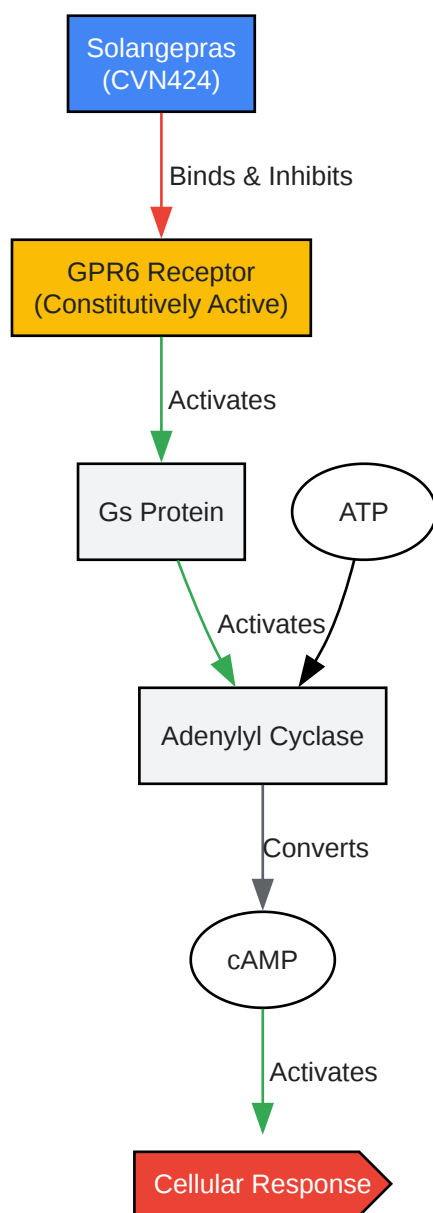 Solangepras
(CVN424)
Binds & Inhibits
GPR6 Receptor
(Constitutively Active)
Activates
Gs Protein
ATP
Activates
Adenylyl Cyclase
Converts
cAMP
Activates
Cellular Response